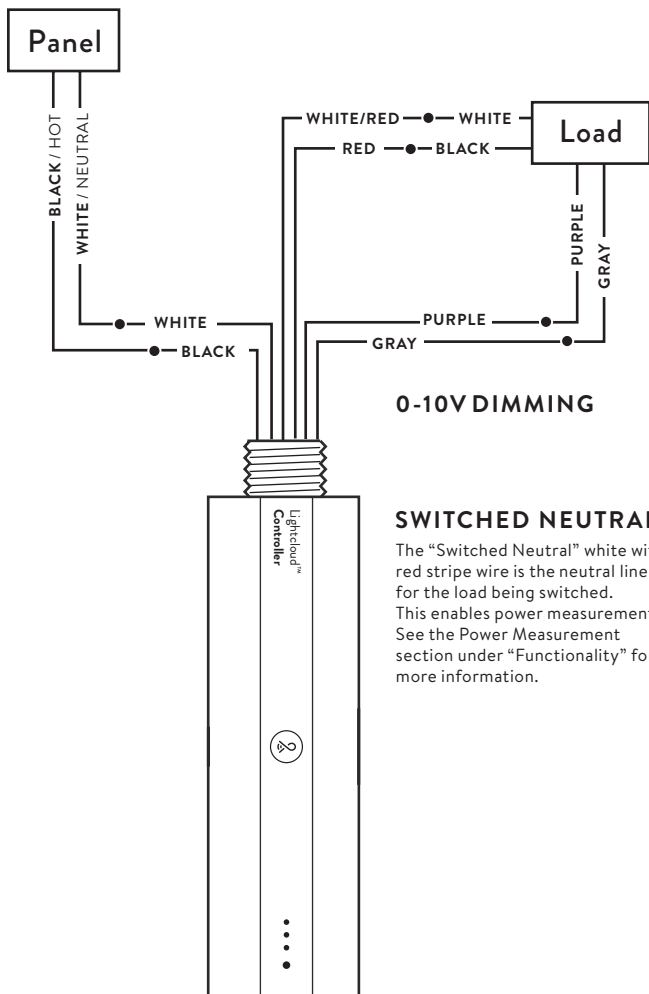 Panel
BLACK / HOT
WHITE / NEUTRAL
WHITE/RED WHITE
RED BLACK
Load
PURPLE
GRAY
WHITE
BLACK
PURPLE
GRAY
0-10V DIMMING
Lightcloud™
Controller
SWITCHED NEUTRAL
The “Switched Neutral” white
red stripe wire is the neutral line
for the load being switched.
This enables power measurement
See the Power Measurement
section under “Functionality”
more information.